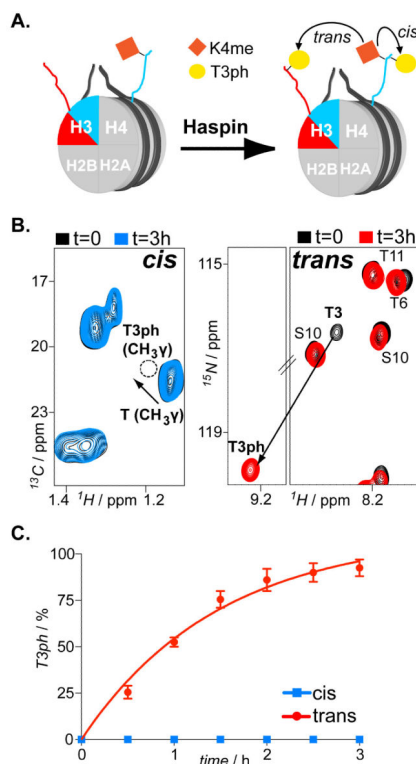 A.
K4me
T3ph
trans
cis
H3
H4
H2B
H2A
Haspin
H3
H4
H2B
H2A
B.
t=0
t=3h
cis
17
20
23
13C / ppm
T3ph
(CH3γ)
T (CH3γ)
1.4
1H / ppm
1.2
t=0
t=3h
trans
115
119
15N / ppm
T11
T6
T3
S10
S10
T3ph
9.2
1H / ppm
8.2
C.
T3ph / %
100
75
50
25
0
cis
trans
0
1
2
3
time / h